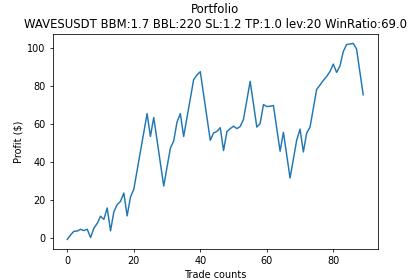 Portfolio
WAVESUSDT BBM:1.7 BBL:220 SL:1.2 TP:1.0 lev:20 WinRatio:69.0
100
80
60
40
20
0
Profit ($)
0 20 40 60 80
Trade counts